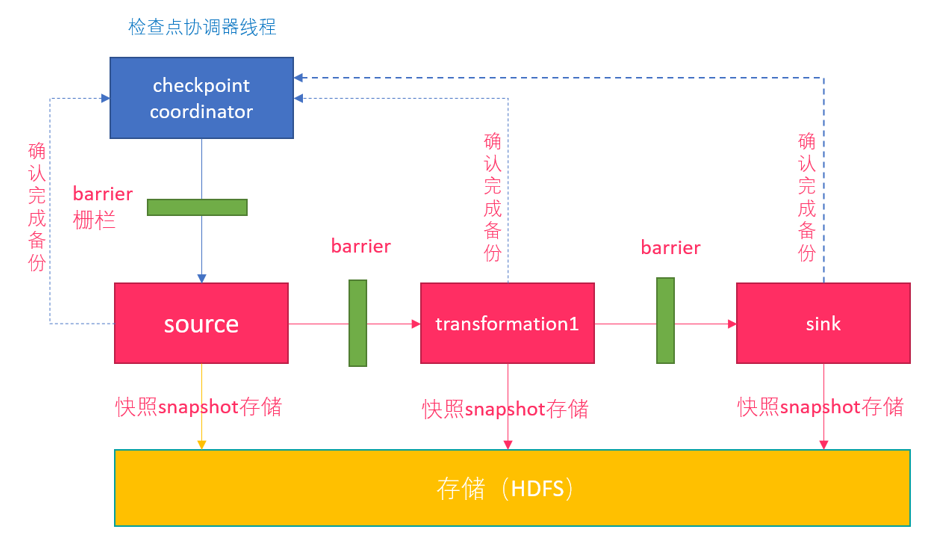 检查点协调器线程
checkpoint
coordinator
确认完成备份
barrier
栅栏
确认完成备份
确认完成备份
barrier
barrier
source
transformation1
sink
快照snapshot存储
快照snapshot存储
快照snapshot存储
存储（HDFS）